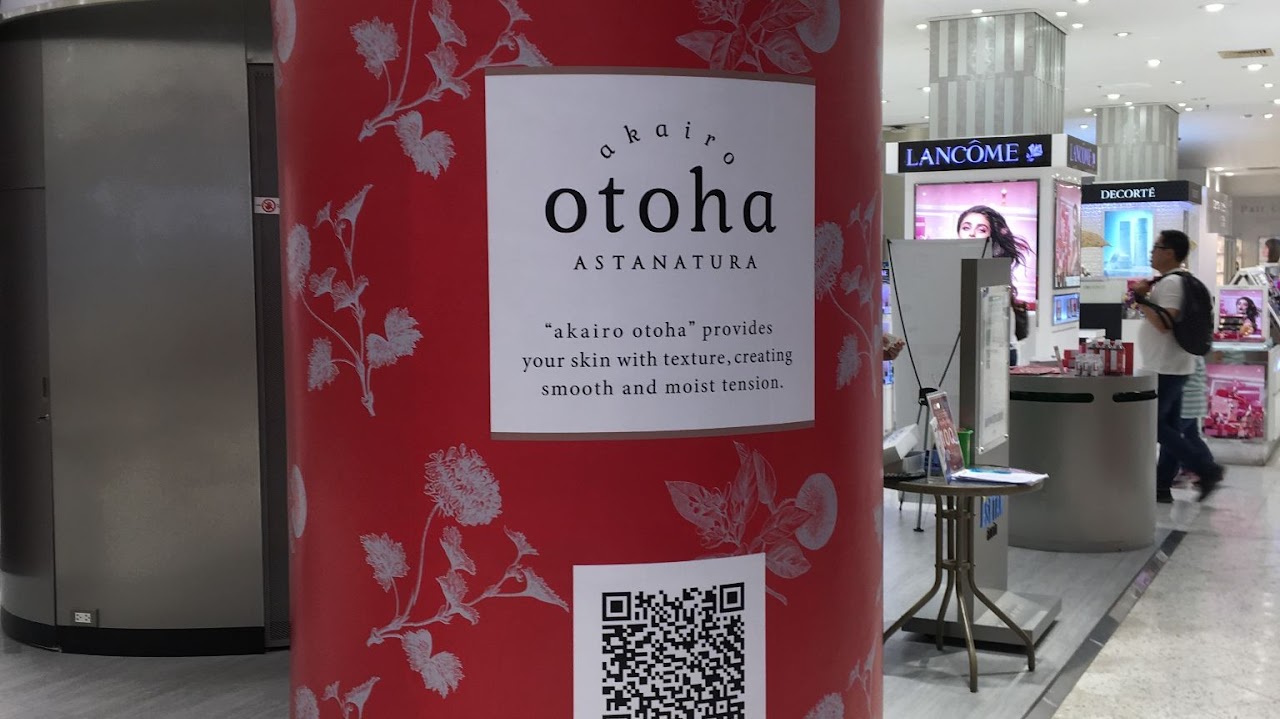 akairo
otoha
ASTANATURA
“akairo otoha” provides
your skin with texture, creating
smooth and moist tension.
LANCÔME
DECORTÉ